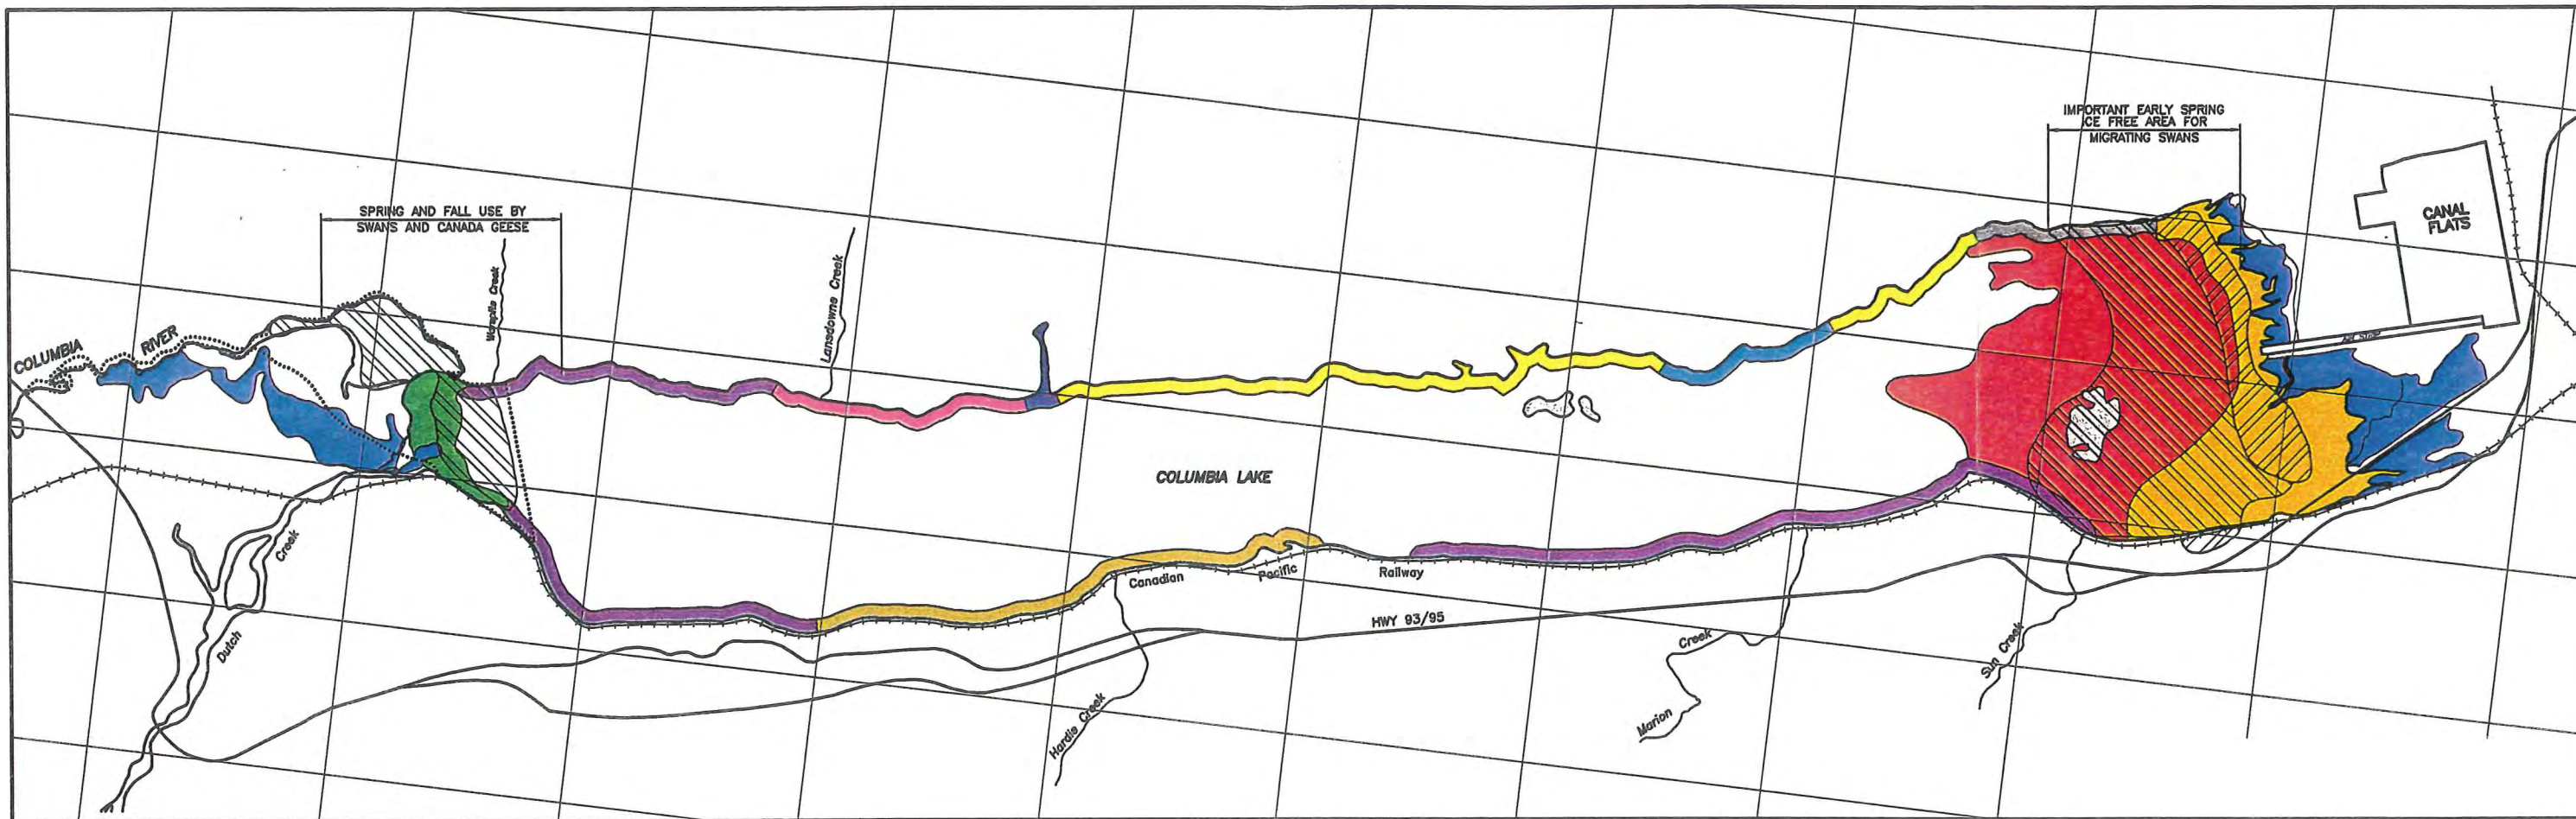 IMPORTANT EARLY SPRING
ICE FREE AREA FOR
MIGRATING SWANS
CANAL
FLATS
SPRING AND FALL USE BY
SWANS AND CANADA GEESE
Lansdowne Creek
Creek
COLUMBIA RIVER
COLUMBIA LAKE
Canadian Pacific Railway
HWY 93/95
Dutch Creek
Hardie Creek
Marion Creek
Sun Creek